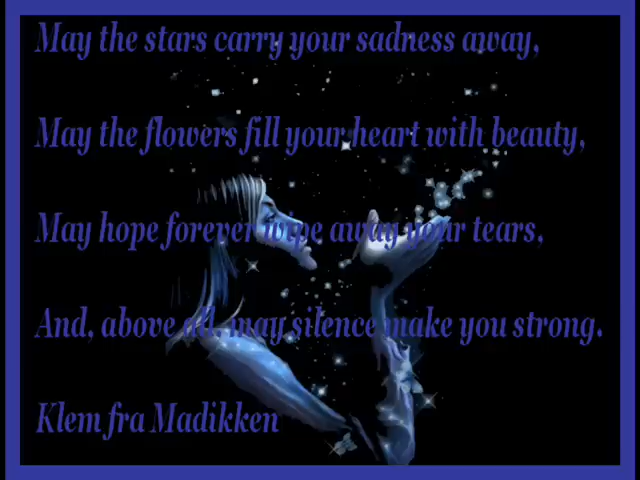 May the stars carry your sadness away,
May the flowers fill your heart with beauty,
May hope forever wipe away your tears,
And, above all, may silence make you strong.
Klem fra Madikken